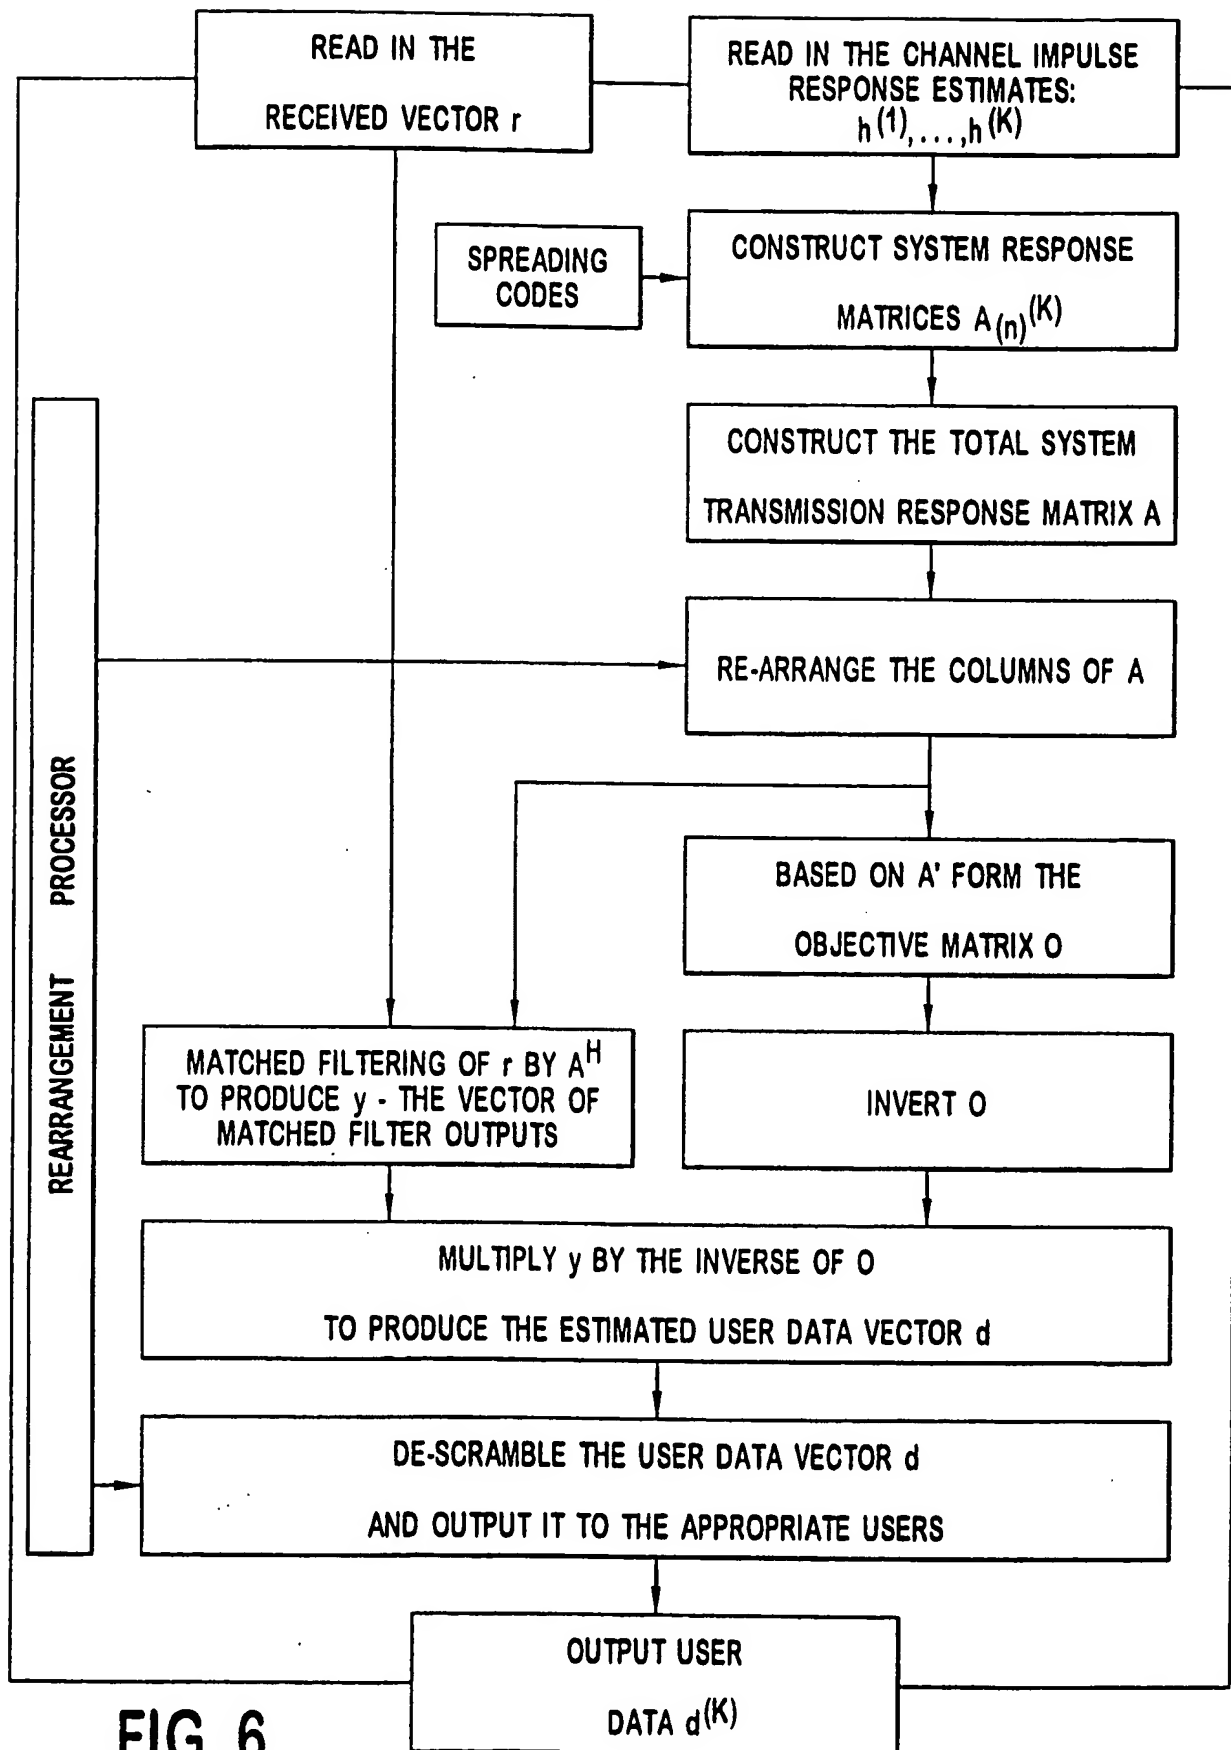 READ IN THE
RECEIVED VECTOR r
READ IN THE CHANNEL IMPULSE
RESPONSE ESTIMATES:
h(1),...,h(K)
SPREADING
CODES
CONSTRUCT SYSTEM RESPONSE
MATRICES A(n)(K)
CONSTRUCT THE TOTAL SYSTEM
TRANSMISSION RESPONSE MATRIX A
RE-ARRANGE THE COLUMNS OF A
REARRANGEMENT PROCESSOR
BASED ON A' FORM THE
OBJECTIVE MATRIX O
MATCHED FILTERING OF r BY AH
TO PRODUCE y - THE VECTOR OF
MATCHED FILTER OUTPUTS
INVERT O
MULTIPLY y BY THE INVERSE OF O
TO PRODUCE THE ESTIMATED USER DATA VECTOR d
DE-SCRAMBLE THE USER DATA VECTOR d
AND OUTPUT IT TO THE APPROPRIATE USERS
OUTPUT USER
DATA d(K)
FIG. 6